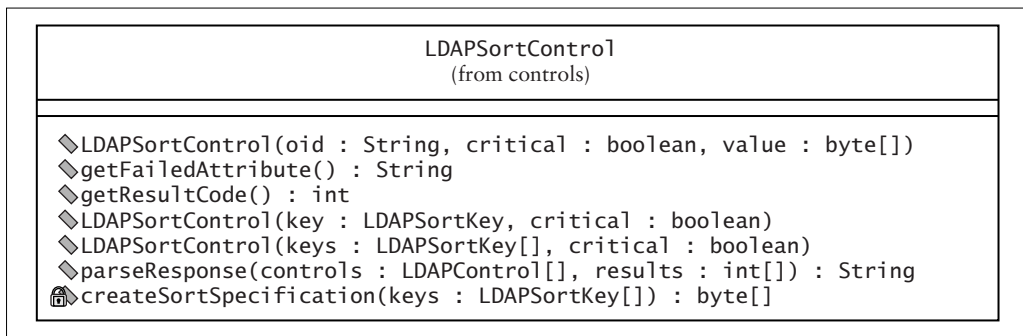 LDAPSortControl
(from controls)
LDAPSortControl(oid : String, critical : boolean, value : byte[])
getFailedAttribute() : String
getResultCode() : int
LDAPSortControl(key : LDAPSortKey, critical : boolean)
LDAPSortControl(keys : LDAPSortKey[], critical : boolean)
parseResponse(controls : LDAPControl[], results : int[]) : String
createSortSpecification(keys : LDAPSortKey[]) : byte[]